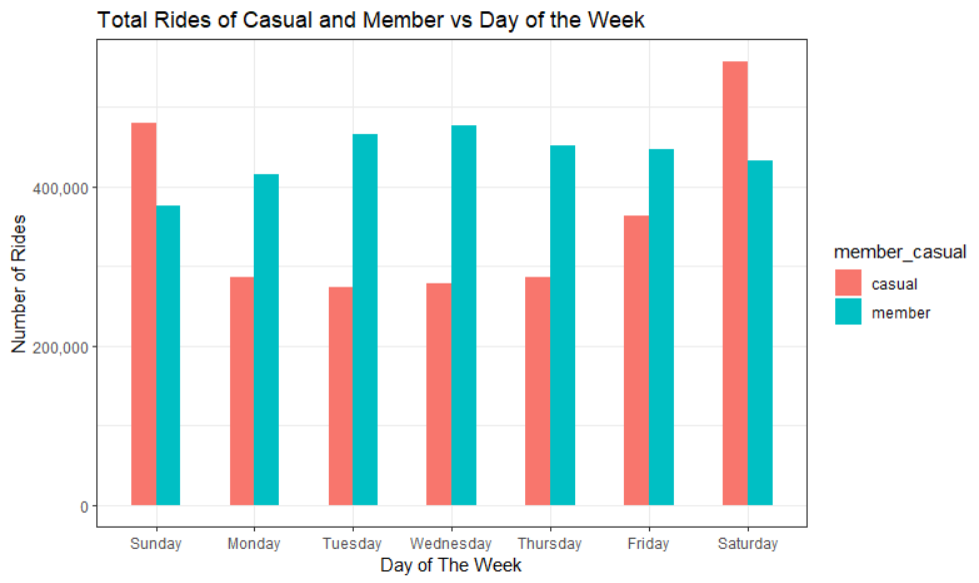 Total Rides of Casual and Member vs Day of the Week
Number of Rides
400,000
200,000
0
Sunday Monday Tuesday Wednesday Thursday Friday Saturday
Day of The Week
member_casual
casual
member